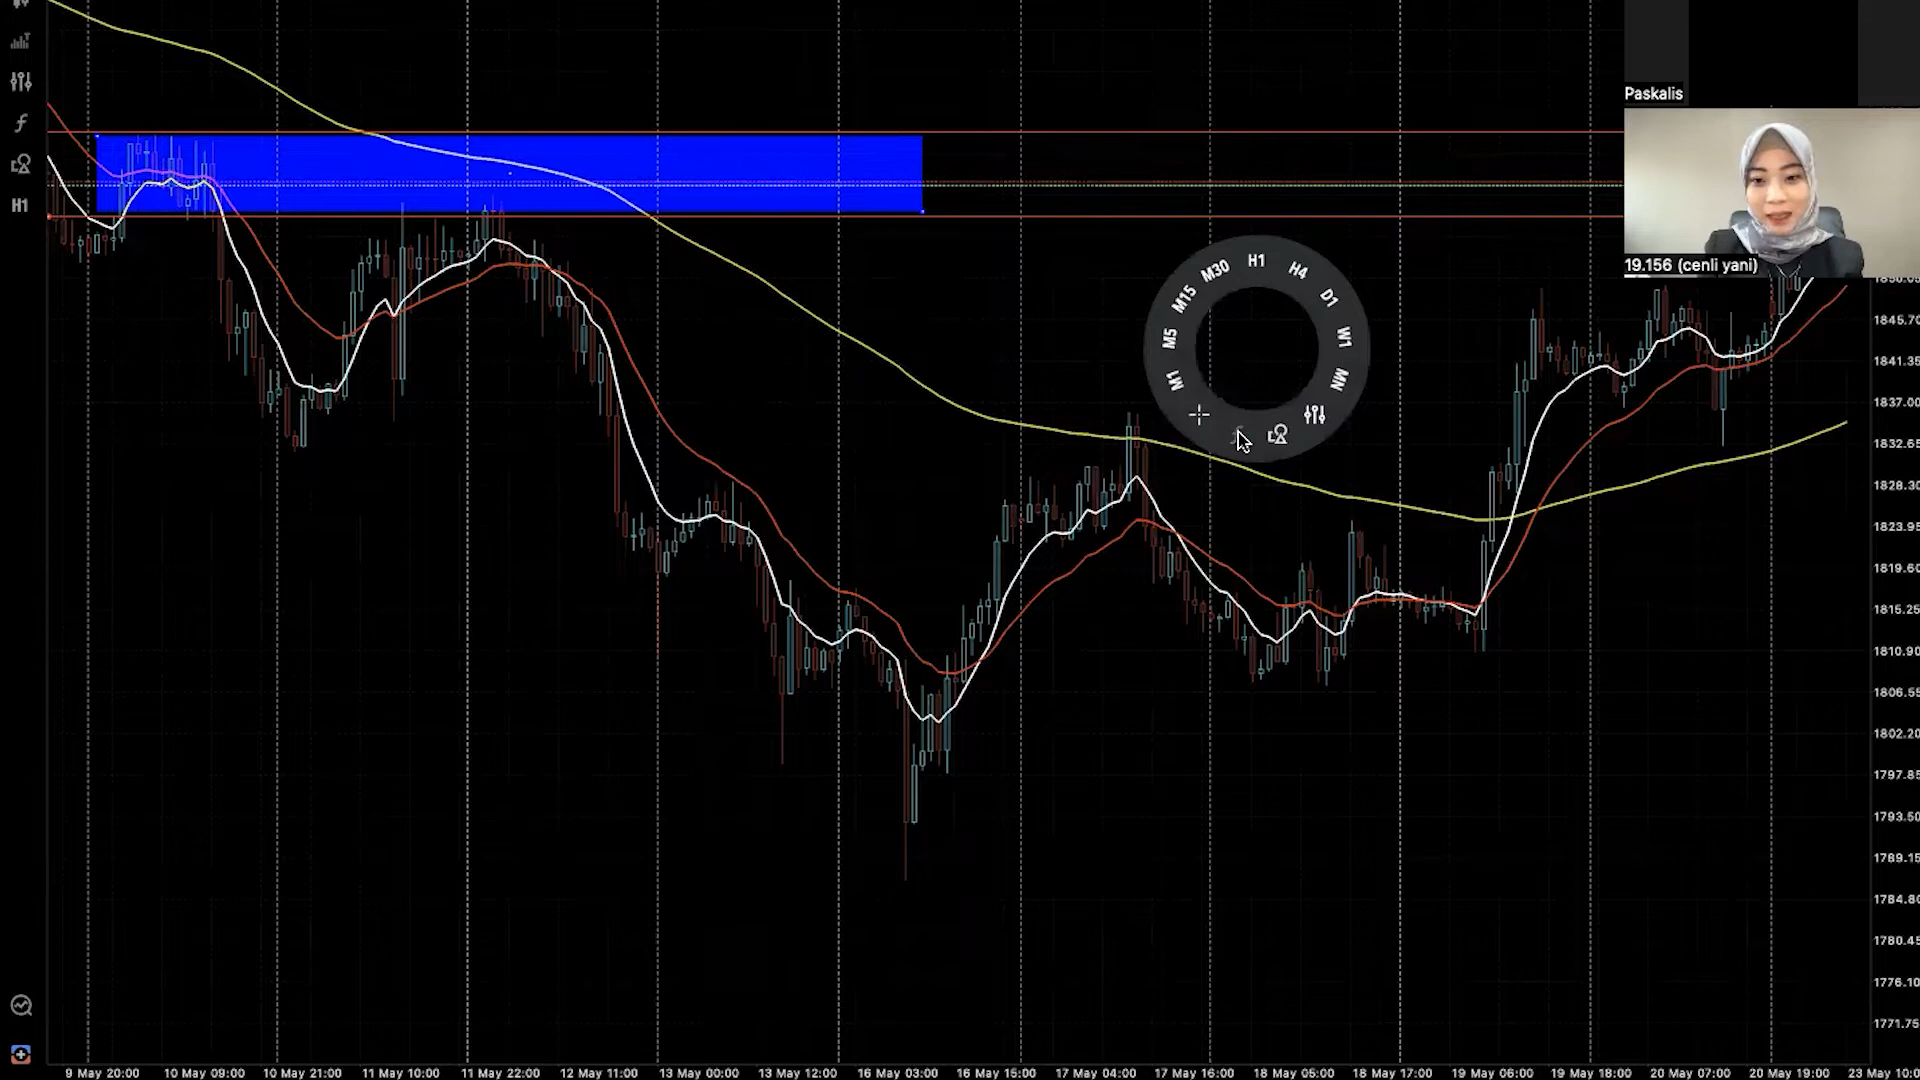 Paskalis
19.156 (cenli yani)
H1
M1
M5
M15
M30
H1
H4
D1
W1
MN
1845.70
1841.35
1837.00
1832.65
1828.30
1823.95
1819.60
1815.25
1810.90
1806.55
1802.20
1797.85
1793.50
1789.15
1784.80
1780.45
1776.10
1771.75
9 May 20:00 10 May 09:00 10 May 21:00 11 May 10:00 11 May 22:00 12 May 11:00 13 May 00:00 13 May 12:00 16 May 03:00 16 May 15:00 17 May 04:00 17 May 16:00 18 May 05:00 18 May 17:00 19 May 06:00 19 May 18:00 20 May 07:00 20 May 19:00 23 May